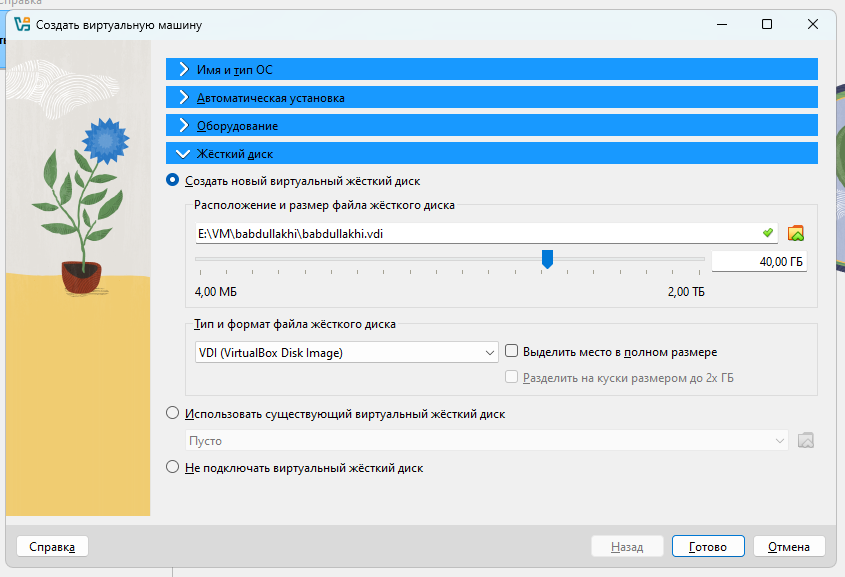 Справка
Создать виртуальную машину
Имя и тип ОС
Автоматическая установка
Оборудование
Жёсткий диск
Создать новый виртуальный жёсткий диск
Расположение и размер файла жёсткого диска
E:\VM\babdullakhi\babdullakhi.vdi
40,00 ГБ
4,00 МБ 2,00 ТБ
Тип и формат файла жёсткого диска
VDI (VirtualBox Disk Image) Выделить место в полном размере
Разделить на куски размером до 2х ГБ
Использовать существующий виртуальный жёсткий диск
Пусто
Не подключать виртуальный жёсткий диск
Справка Назад Готово Отмена